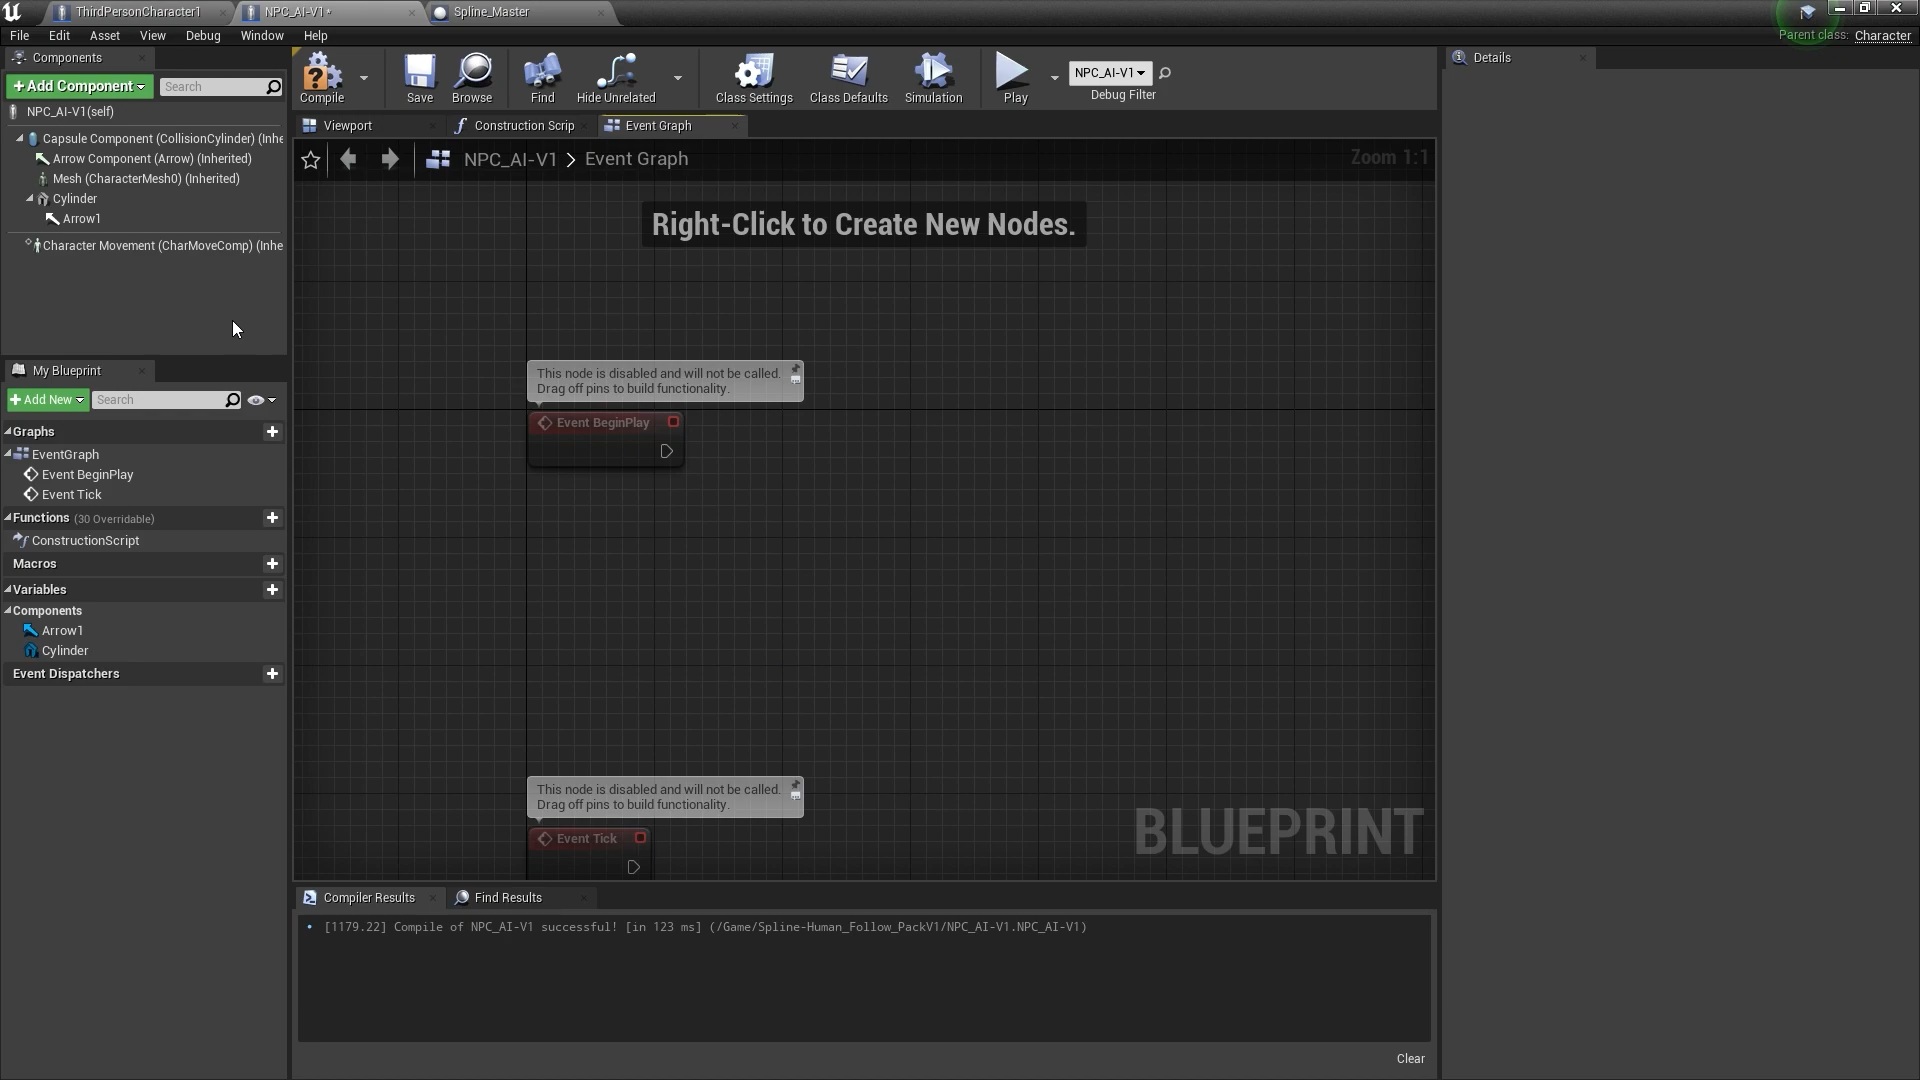 ThirdPersonCharacter1
NPC_AI-V1*
Spline_Master
File Edit Asset View Debug Window Help
Parent class: Character
Components
+Add Component
Search
NPC_AI-V1(self)
Capsule Component (CollisionCylinder) (Inhe
Arrow Component (Arrow) (Inherited)
Mesh (CharacterMesh0) (Inherited)
Cylinder
Arrow1
Character Movement (CharMoveComp) (Inhe
My Blueprint
+Add New
Search
Graphs
EventGraph
Event BeginPlay
Event Tick
Functions (30 Overridable)
ConstructionScript
Macros
Variables
Components
Arrow1
Cylinder
Event Dispatchers
Compile
Save
Browse
Find
Hide Unrelated
Class Settings
Class Defaults
Simulation
Play
NPC_AI-V1
Debug Filter
Viewport
Construction Scrip
Event Graph
NPC_AI-V1 > Event Graph
Zoom 1:1
Right-Click to Create New Nodes.
This node is disabled and will not be called.
Drag off pins to build functionality.
Event BeginPlay
This node is disabled and will not be called.
Drag off pins to build functionality.
Event Tick
BLUEPRINT
Compiler Results
Find Results
[1179.22] Compile of NPC_AI-V1 successful! [in 123 ms] (/Game/Spline-Human_Follow_PackV1/NPC_AI-V1.NPC_AI-V1)
Clear
Details